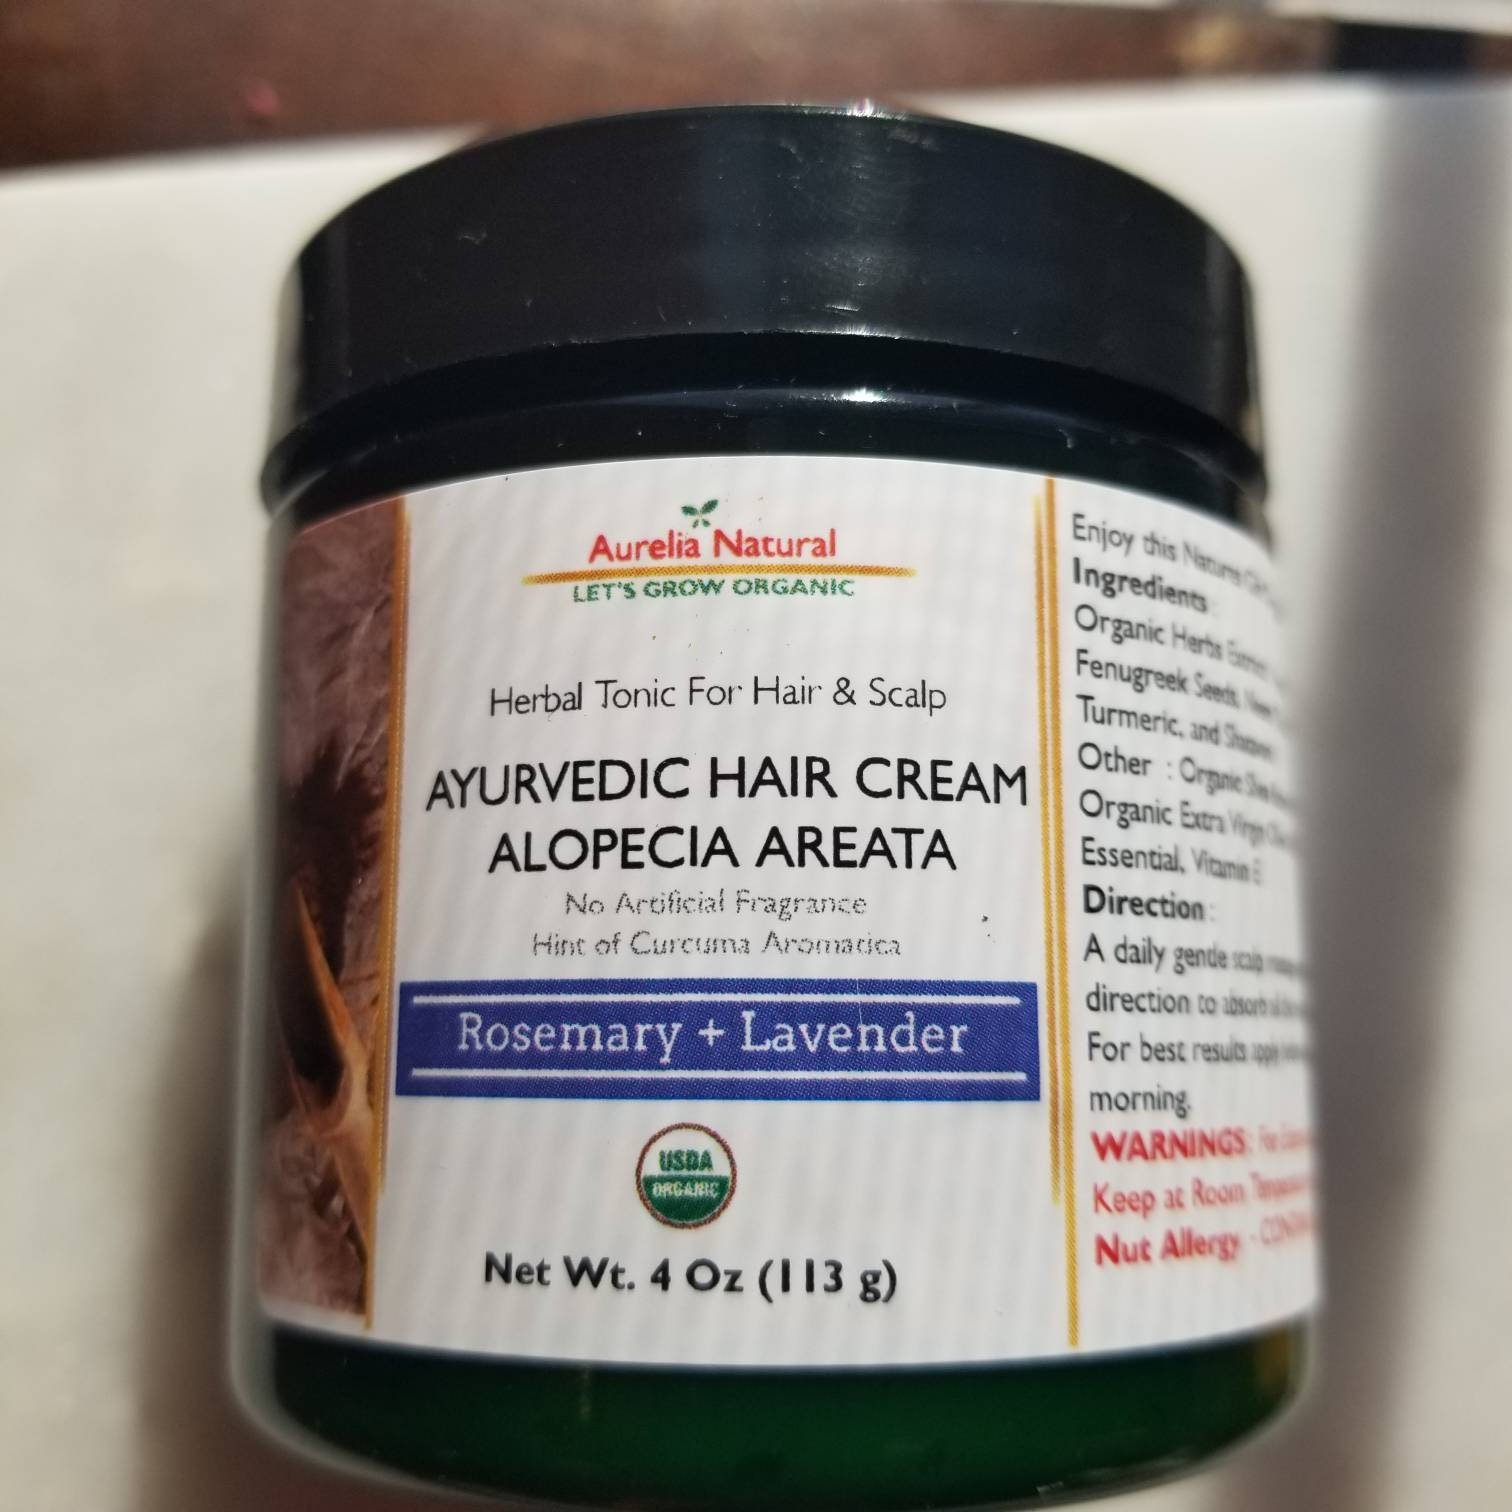 Aurelia Natural
LET'S GROW ORGANIC
Herbal Tonic For Hair & Scalp
AYURVEDIC HAIR CREAM
ALOPECIA AREATA
No Artificial Fragrance
Hint of Curcuma Aromatica
Rosemary + Lavender
USDA
ORGANIC
Net Wt. 4 Oz (113 g)
Enjoy this
Ingredients :
Organic Herbs
Fenugreek Seeds,
Turmeric, and
Other : Organic
Organic Extra Virgin
Essential, Vitamin E
Direction :
A daily gentle scalp
direction to absorb
For best results apply
morning.
WARNINGS: For
Keep at Room
Nut Allergy -